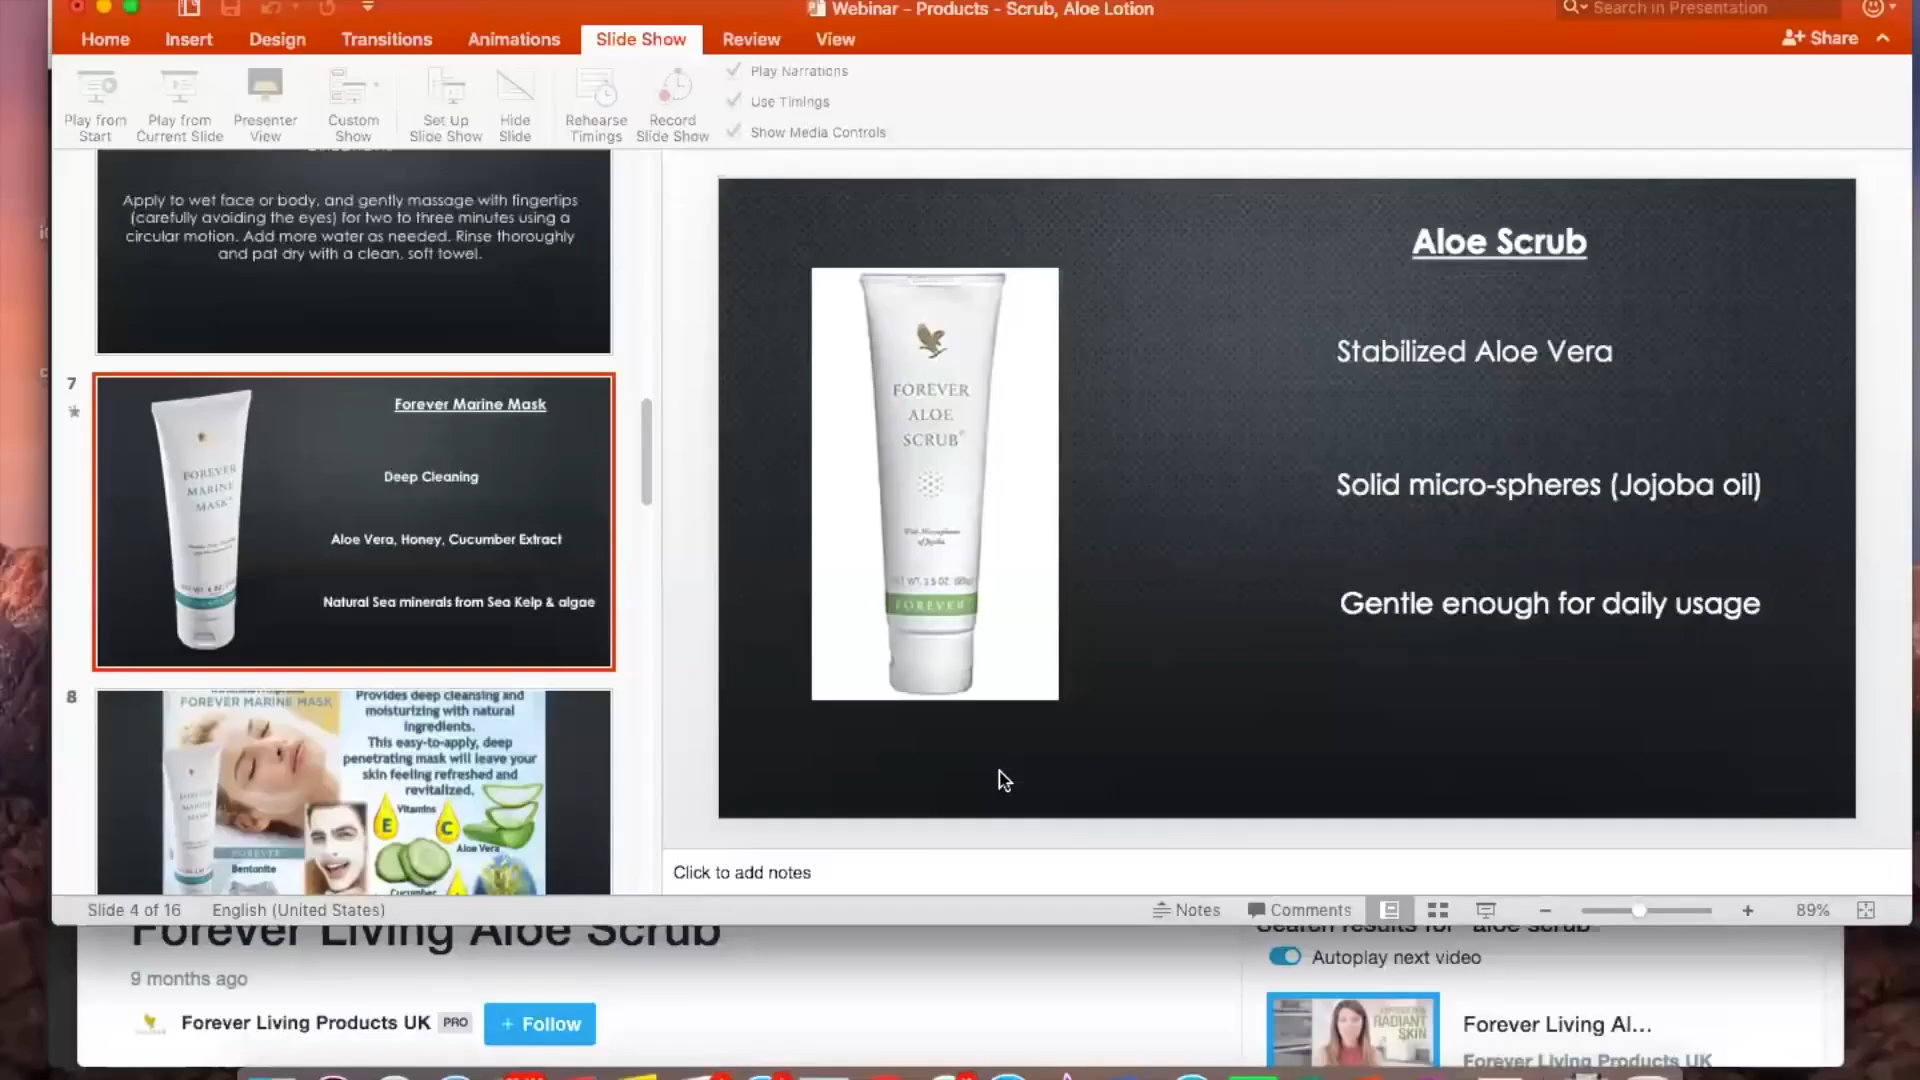 Webinar - Products - Scrub, Aloe Lotion
Search in Presentation
Home
Insert
Design
Transitions
Animations
Slide Show
Review
View
Share
Play from
Start
Play from
Current Slide
Presenter
View
Custom
Show
Set Up
Slide Show
Hide
Slide
Rehearse
Timings
Record
Slide Show
Play Narrations
Use Timings
Show Media Controls
Apply to wet face or body, and gently massage with fingertips
(carefully avoiding the eyes) for two to three minutes using a
circular motion. Add more water as needed. Rinse thoroughly
and pat dry with a clean, soft towel.
7
Forever Marine Mask
Deep Cleaning
Aloe Vera, Honey, Cucumber Extract
Natural Sea minerals from Sea Kelp & algae
FOREVER
MARINE
MASK
8
FOREVER MARINE MASK
Provides deep cleansing and
moisturizing with natural
ingredients.
This easy-to-apply, deep
penetrating mask will leave your
skin feeling refreshed and
revitalized.
Vitamins
E
C
Aloe Vera
Bentonite
Cucumber
Aloe Scrub
Stabilized Aloe Vera
Solid micro-spheres (Jojoba oil)
Gentle enough for daily usage
FOREVER
ALOE
SCRUB
With Microspheres
of Jojoba
FOREVER
Click to add notes
Slide 4 of 16
English (United States)
Notes
Comments
89%
Forever Living Aloe Scrub
9 months ago
Forever Living Products UK PRO
+ Follow
Search results for "aloe scrub"
Autoplay next video
RADIANT
SKIN
Forever Living Al...
Forever Living Products UK